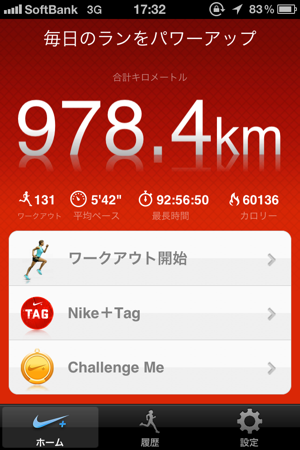 SoftBank 3G 17:32 83%
毎日のランをパワーアップ
合計キロメートル
978.4km
131 5'42" 92:56:50 60136
ワークアウト 平均ペース 最長時間 カロリー
ワークアウト開始
TAG Nike+Tag
Challenge Me
ホーム 履歴 設定